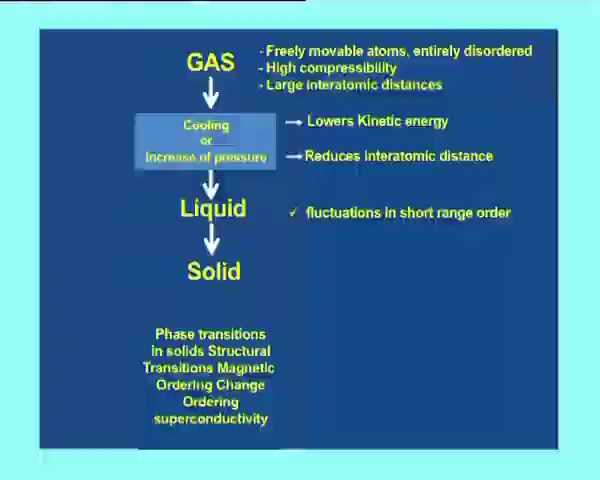 GAS
- Freely movable atoms, entirely disordered
- High compressibility
- Large interatomic distances
Cooling
or
Increase of pressure
Lowers Kinetic energy
Reduces interatomic distance
Liquid
✓ fluctuations in short range order
Solid
Phase transitions
in solids Structural
Transitions Magnetic
Ordering Change
Ordering
superconductivity